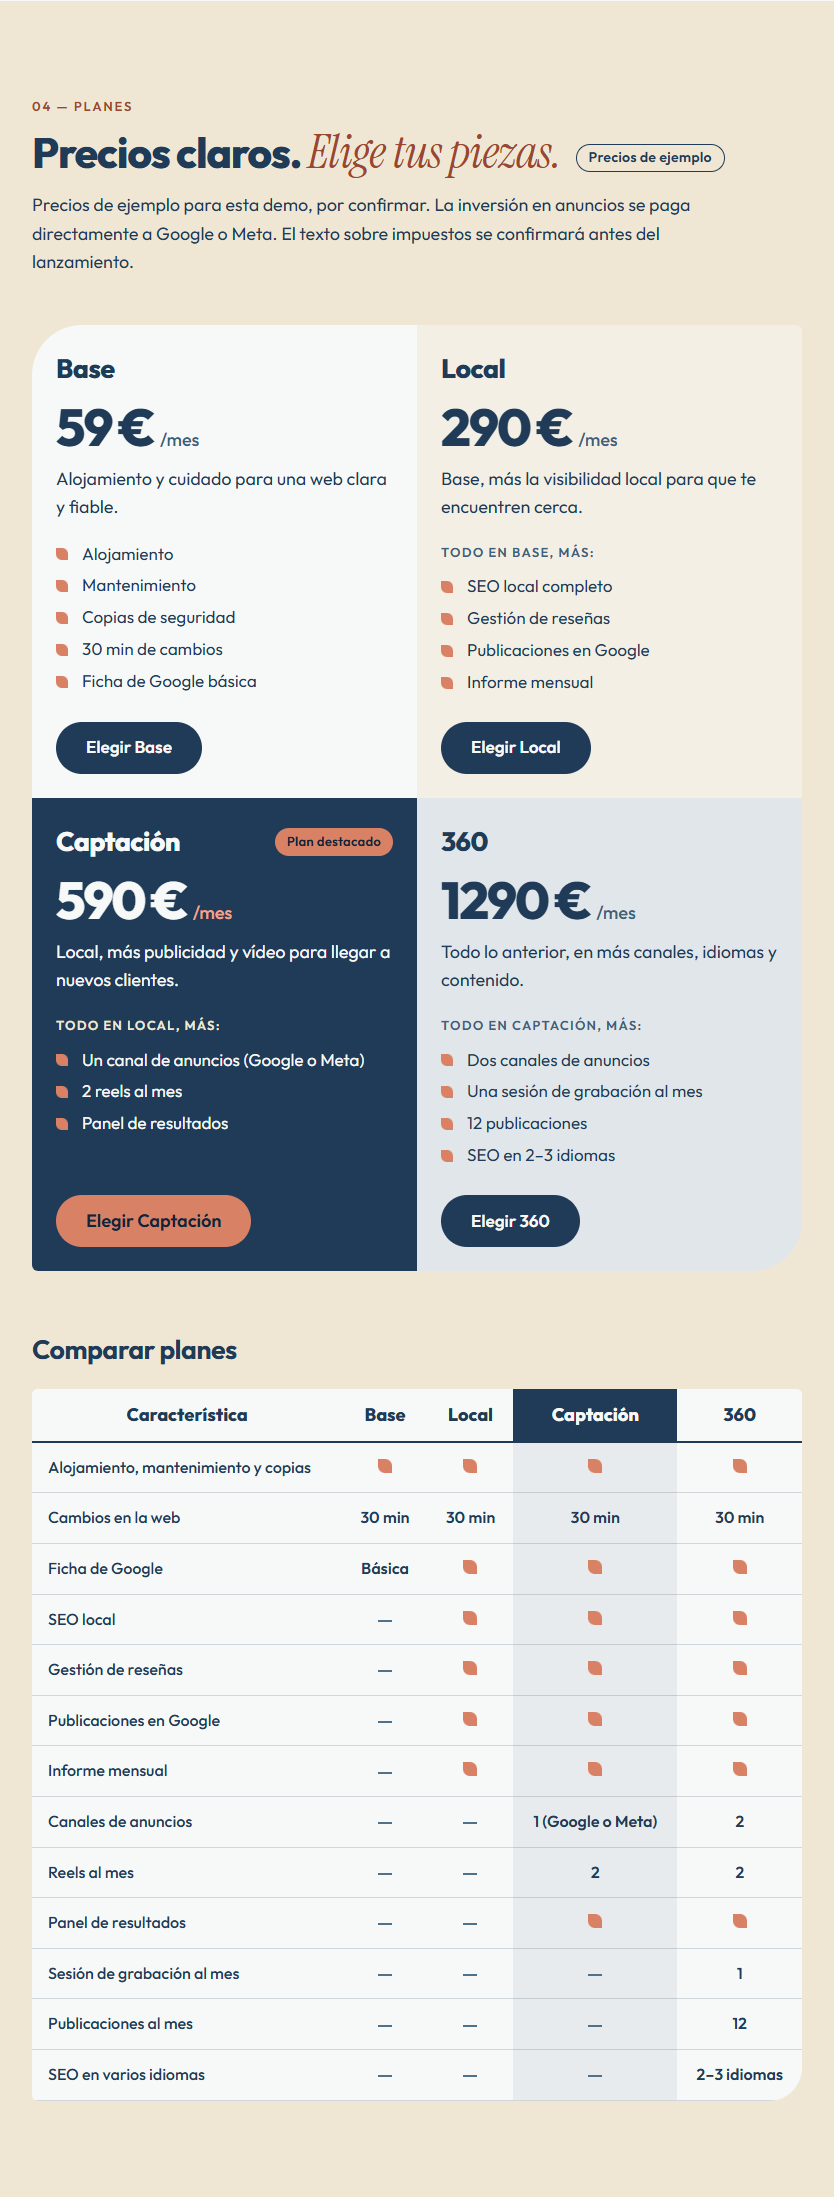 04 — PLANES
Precios claros. Elige tus piezas. Precios de ejemplo
Precios de ejemplo para esta demo, por confirmar. La inversión en anuncios se paga
directamente a Google o Meta. El texto sobre impuestos se confirmará antes del
lanzamiento.
Base
59 € /mes
Alojamiento y cuidado para una web clara
y fiable.
Alojamiento
Mantenimiento
Copias de seguridad
30 min de cambios
Ficha de Google básica
Elegir Base
Local
290 € /mes
Base, más la visibilidad local para que te
encuentren cerca.
TODO EN BASE, MÁS:
SEO local completo
Gestión de reseñas
Publicaciones en Google
Informe mensual
Elegir Local
Captación Plan destacado
590 € /mes
Local, más publicidad y vídeo para llegar a
nuevos clientes.
TODO EN LOCAL, MÁS:
Un canal de anuncios (Google o Meta)
2 reels al mes
Panel de resultados
Elegir Captación
360
1290 € /mes
Todo lo anterior, en más canales, idiomas y
contenido.
TODO EN CAPTACIÓN, MÁS:
Dos canales de anuncios
Una sesión de grabación al mes
12 publicaciones
SEO en 2–3 idiomas
Elegir 360
Comparar planes
Característica Base Local Captación 360
Alojamiento, mantenimiento y copias
Cambios en la web 30 min 30 min 30 min 30 min
Ficha de Google Básica
SEO local —
Gestión de reseñas —
Publicaciones en Google —
Informe mensual —
Canales de anuncios — — 1 (Google o Meta) 2
Reels al mes — — 2 2
Panel de resultados — —
Sesión de grabación al mes — — — 1
Publicaciones al mes — — — 12
SEO en varios idiomas — — — 2–3 idiomas